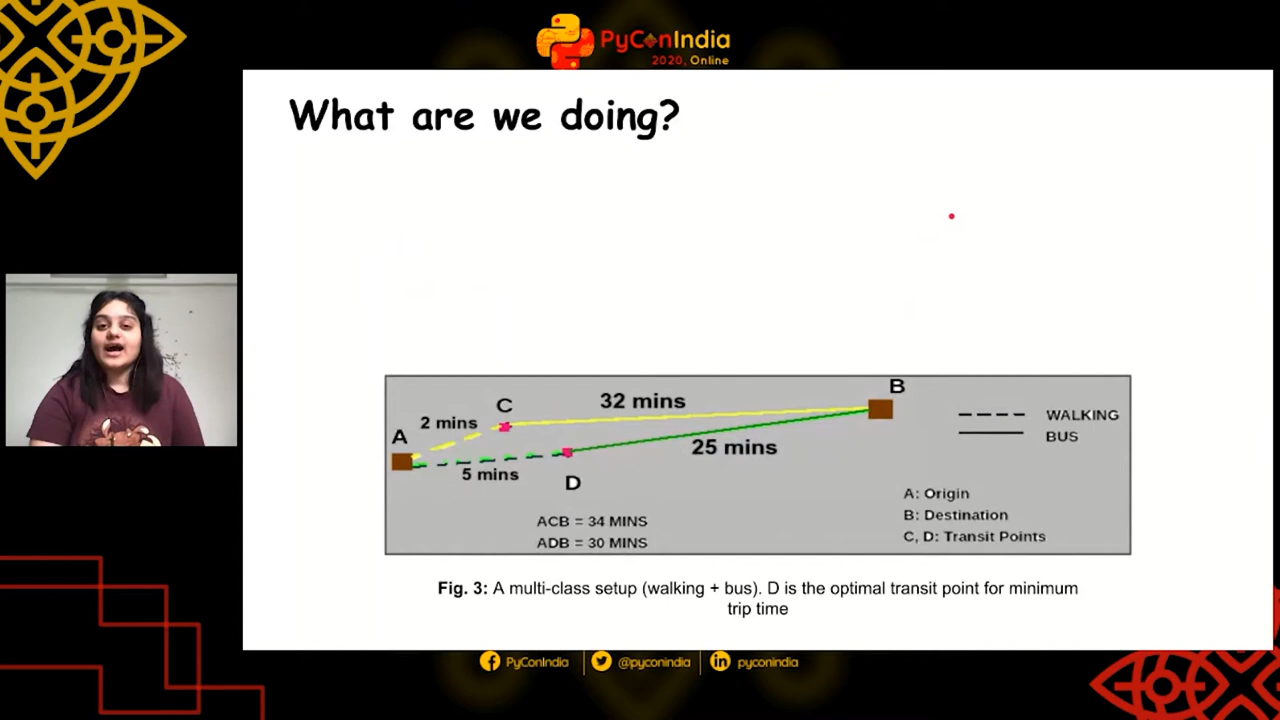 PyConIndia
2020, Online
What are we doing?
B
32 mins
C
2 mins
A
WALKING
BUS
25 mins
5 mins
D
A: Origin
B: Destination
C, D: Transit Points
ACB = 34 MINS
ADB = 30 MINS
Fig. 3: A multi-class setup (walking + bus). D is the optimal transit point for minimum
trip time
PyConIndia
@pyconindia
pyconindia